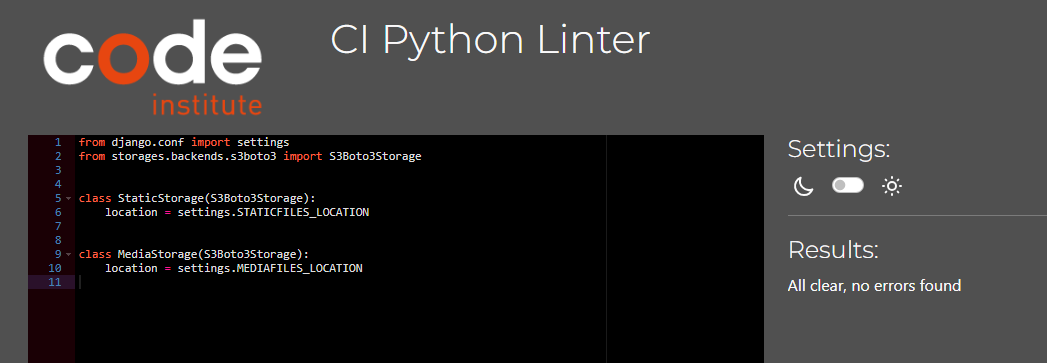 code
institute
CI Python Linter
1 from django.conf import settings
2 from storages.backends.s3boto3 import S3Boto3Storage
3
4
5 class StaticStorage(S3Boto3Storage):
6     location = settings.STATICFILES_LOCATION
7
8
9 class MediaStorage(S3Boto3Storage):
10     location = settings.MEDIAFILES_LOCATION
11
Settings:
Results:
All clear, no errors found